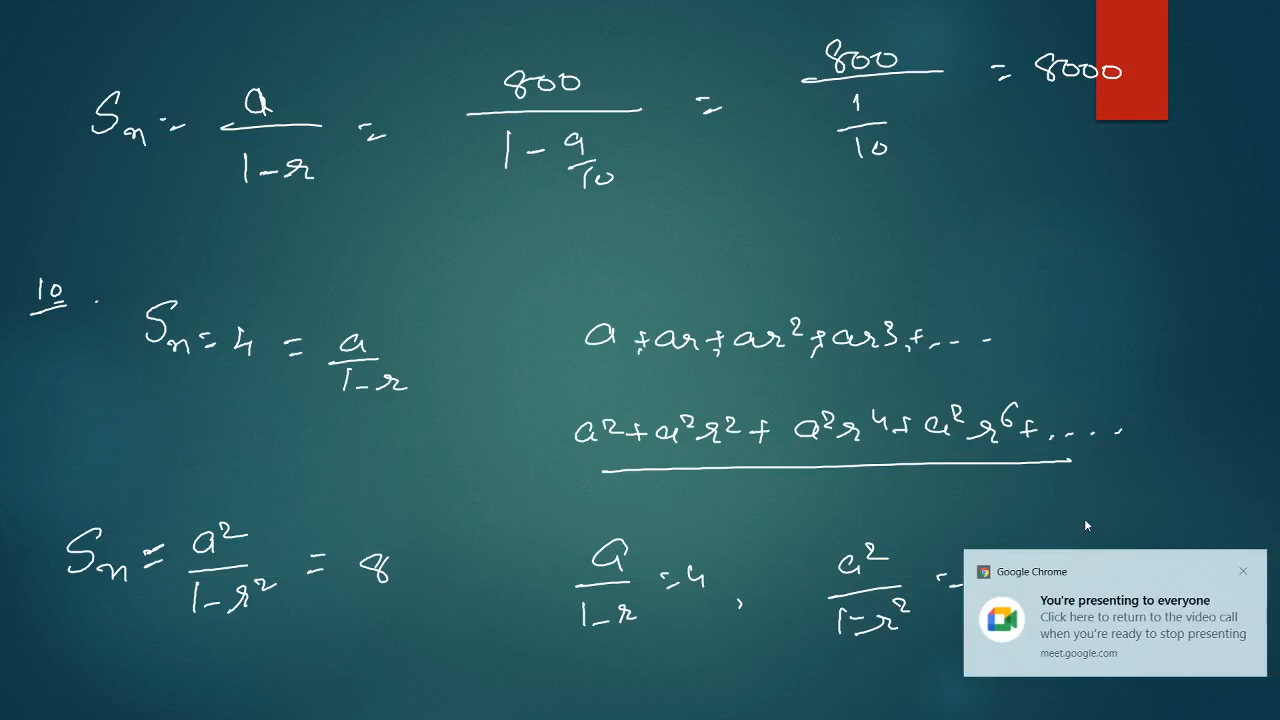 Sn = a/(1-r) = 800/(1 - 9/10) = 800/(1/10) = 8000
10.
Sn = 4 = a/(1-r)
a + ar + ar² + ar³ + ....
a² + a²r² + a²r⁴ + a²r⁶ + .....
Sn = a²/(1-r²) = 8
a/(1-r) = 4, a²/(1-r²) =
Google Chrome
You're presenting to everyone
Click here to return to the video call
when you're ready to stop presenting
meet.google.com